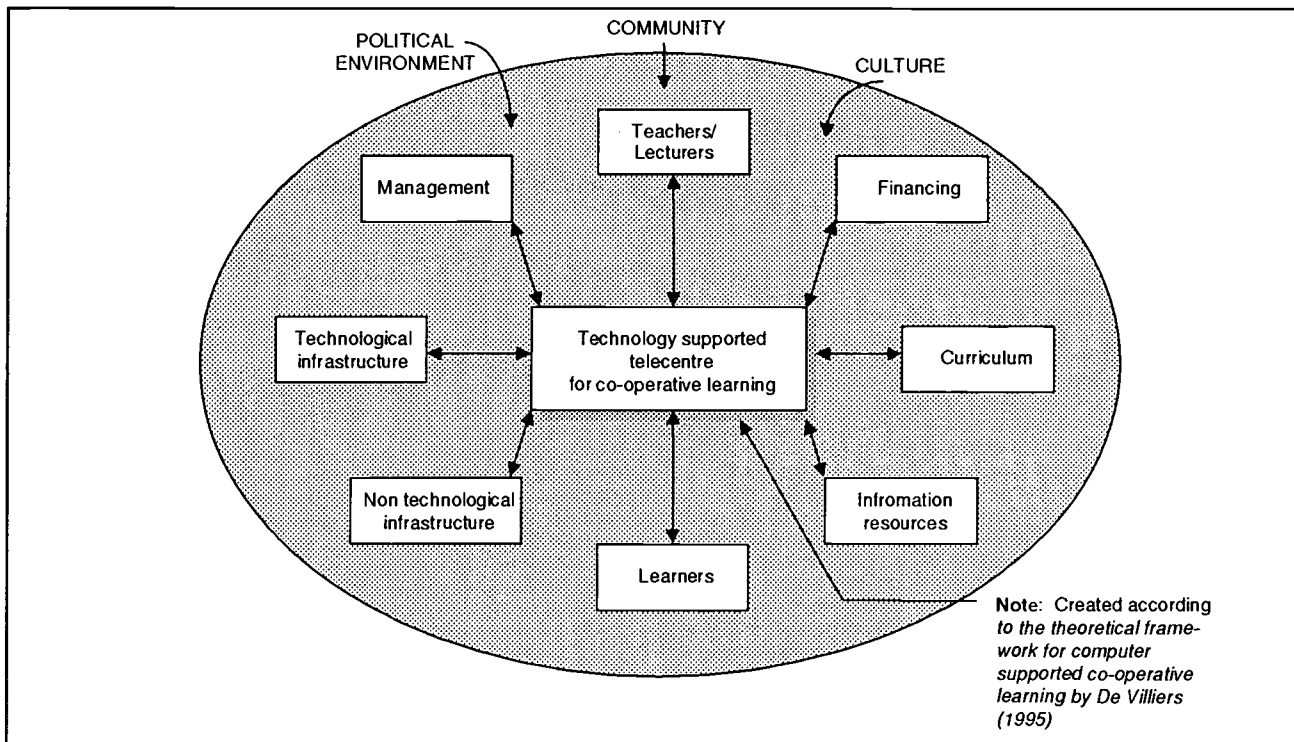 COMMUNITY
POLITICAL
ENVIRONMENT
CULTURE
Teachers/
Lecturers
Management
Financing
Technological
infrastructure
Technology supported
telecentre
for co-operative learning
Curriculum
Non technological
infrastructure
Infromation
resources
Learners
Note: Created according
to the theoretical frame-
work for computer
supported co-operative
learning by De Villiers
(1995)